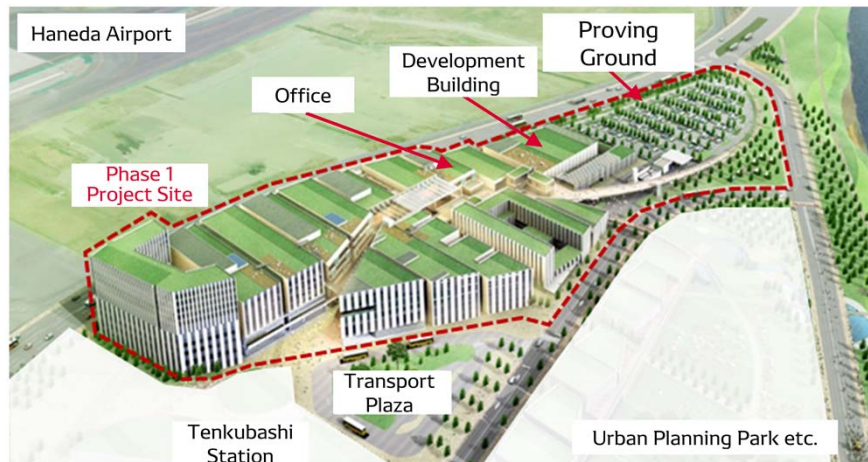 Haneda Airport
Proving
Ground
Development
Building
Office
Phase 1
Project Site
Transport
Plaza
Tenkubashi
Station
Urban Planning Park etc.